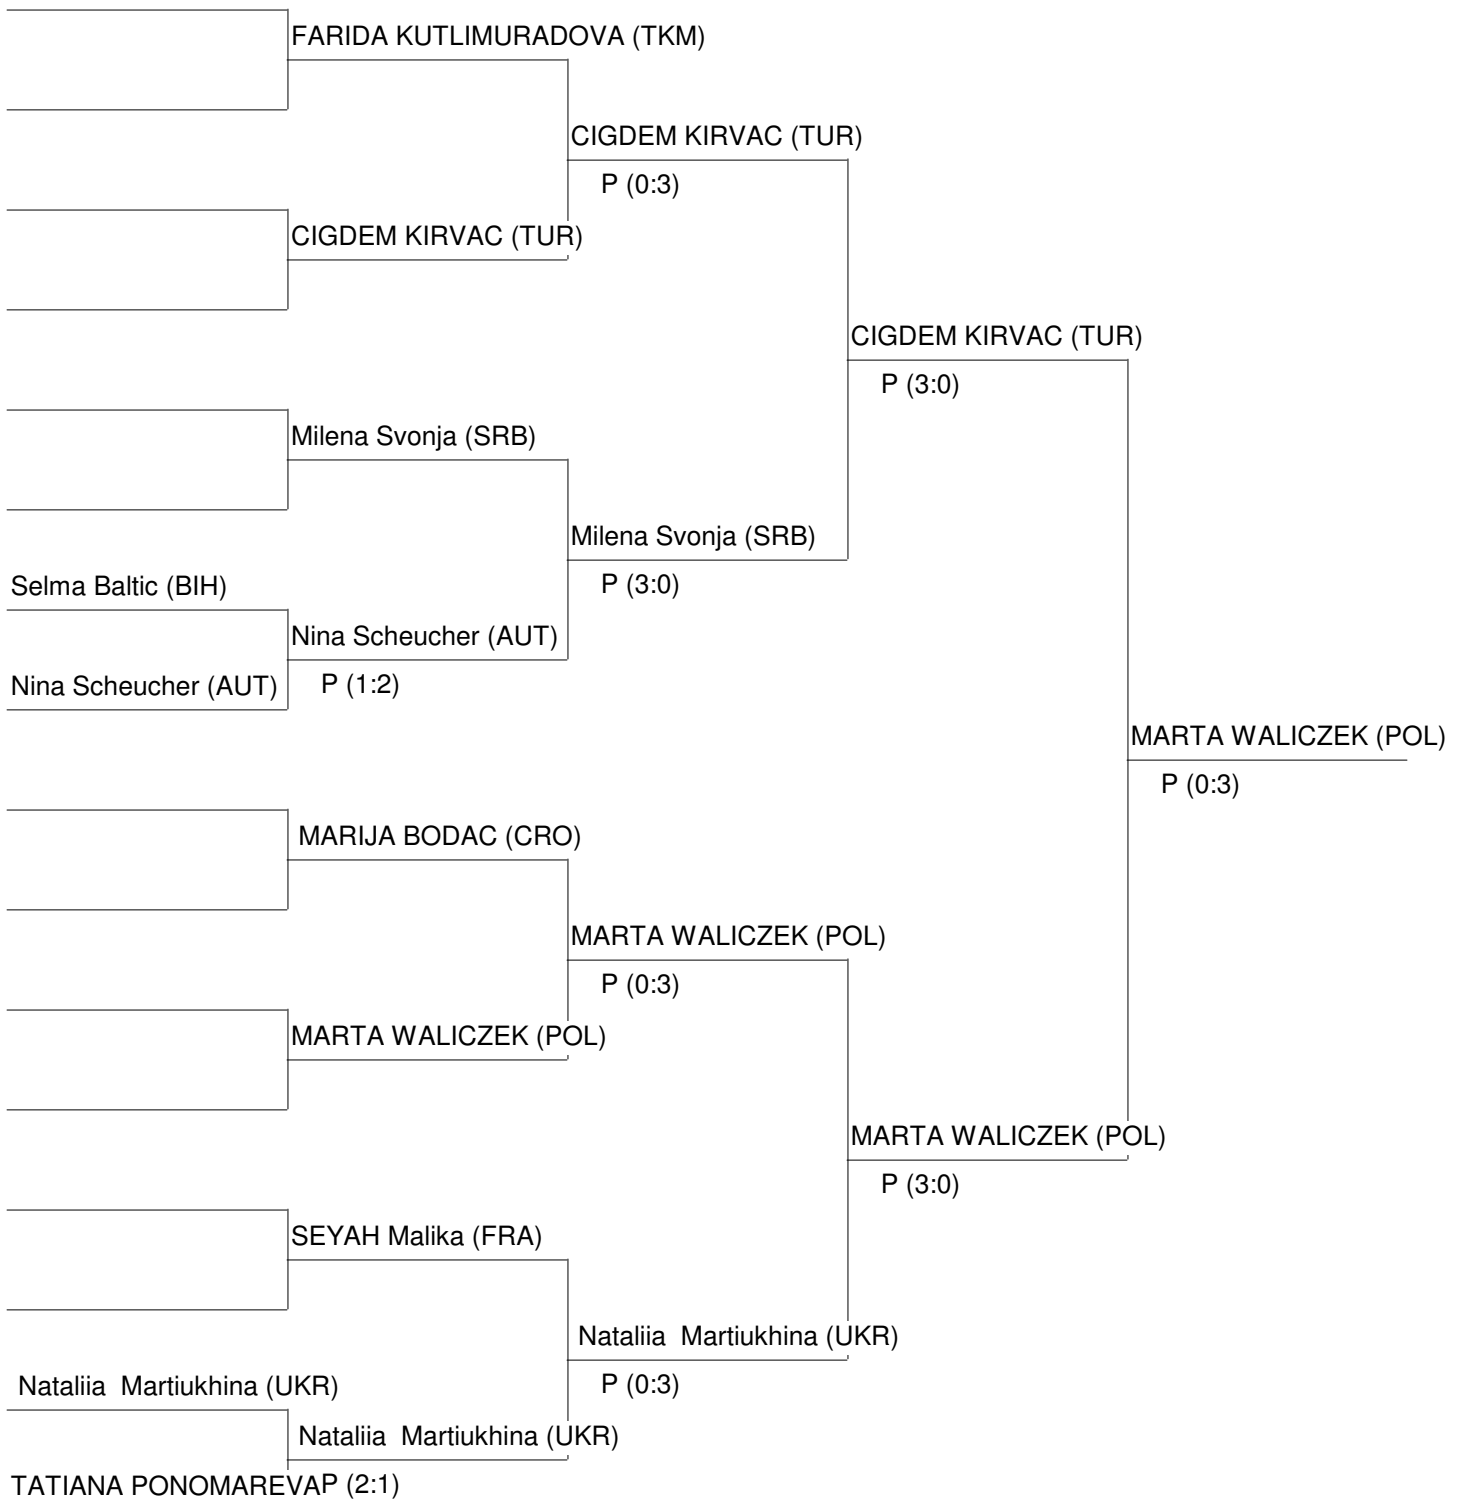 FARIDA KUTLIMURADOVA (TKM)
CIGDEM KIRVAC (TUR)
P (0:3)
CIGDEM KIRVAC (TUR)
CIGDEM KIRVAC (TUR)
P (3:0)
Milena Svonja (SRB)
Milena Svonja (SRB)
P (3:0)
Selma Baltic (BIH)
Nina Scheucher (AUT)
Nina Scheucher (AUT)
P (1:2)
MARTA WALICZEK (POL)
P (0:3)
MARIJA BODAC (CRO)
MARTA WALICZEK (POL)
P (0:3)
MARTA WALICZEK (POL)
MARTA WALICZEK (POL)
P (3:0)
SEYAH Malika (FRA)
Nataliia  Martiukhina (UKR)
P (0:3)
Nataliia  Martiukhina (UKR)
Nataliia  Martiukhina (UKR)
TATIANA PONOMAREVAP (2:1)